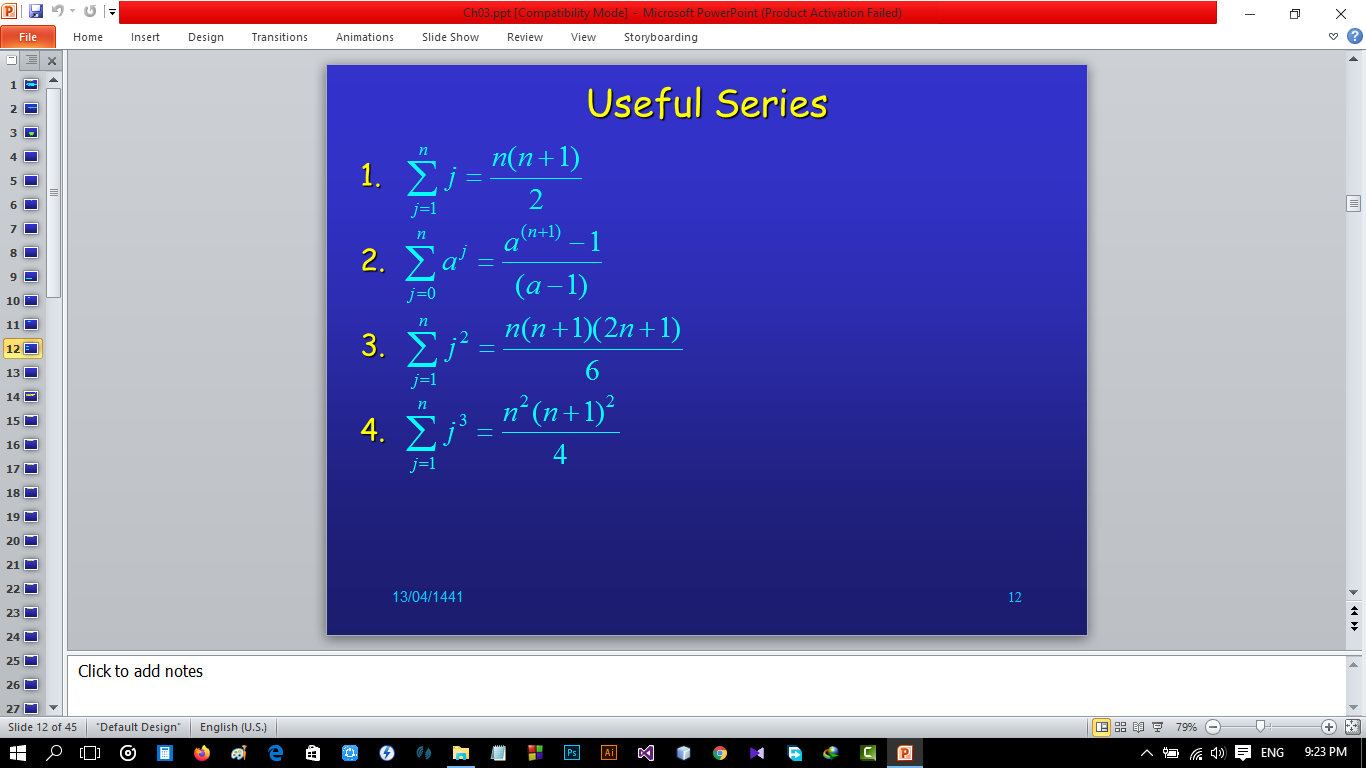 Ch03.ppt [Compatibility Mode] - Microsoft PowerPoint (Product Activation Failed)
File Home Insert Design Transitions Animations Slide Show Review View Storyboarding
1
2
3
4
5
6
7
8
9
10
11
12
13
14
15
16
17
18
19
20
21
22
23
24
25
26
27
Useful Series
1. \sum_{j=1}^{n} j = \frac{n(n+1)}{2}
2. \sum_{j=0}^{n} a^{j} = \frac{a^{(n+1)}-1}{(a-1)}
3. \sum_{j=1}^{n} j^{2} = \frac{n(n+1)(2n+1)}{6}
4. \sum_{j=1}^{n} j^{3} = \frac{n^{2}(n+1)^{2}}{4}
13/04/1441 12
Click to add notes
Slide 12 of 45 "Default Design" English (U.S.) 79%
Ps Ai ENG 9:23 PM